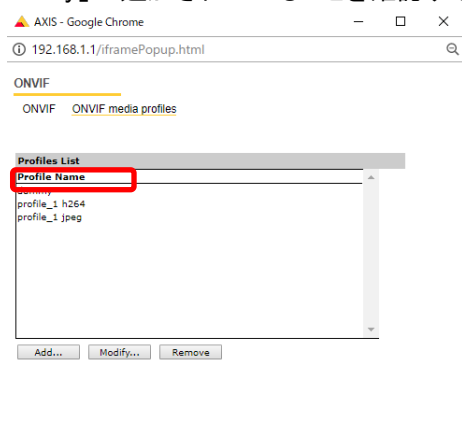 AXIS - Google Chrome
192.168.1.1/iframePopup.html
ONVIF
ONVIF ONVIF media profiles
Profiles List
Profile Name
profile_1 h264
profile_1 jpeg
Add... Modify... Remove